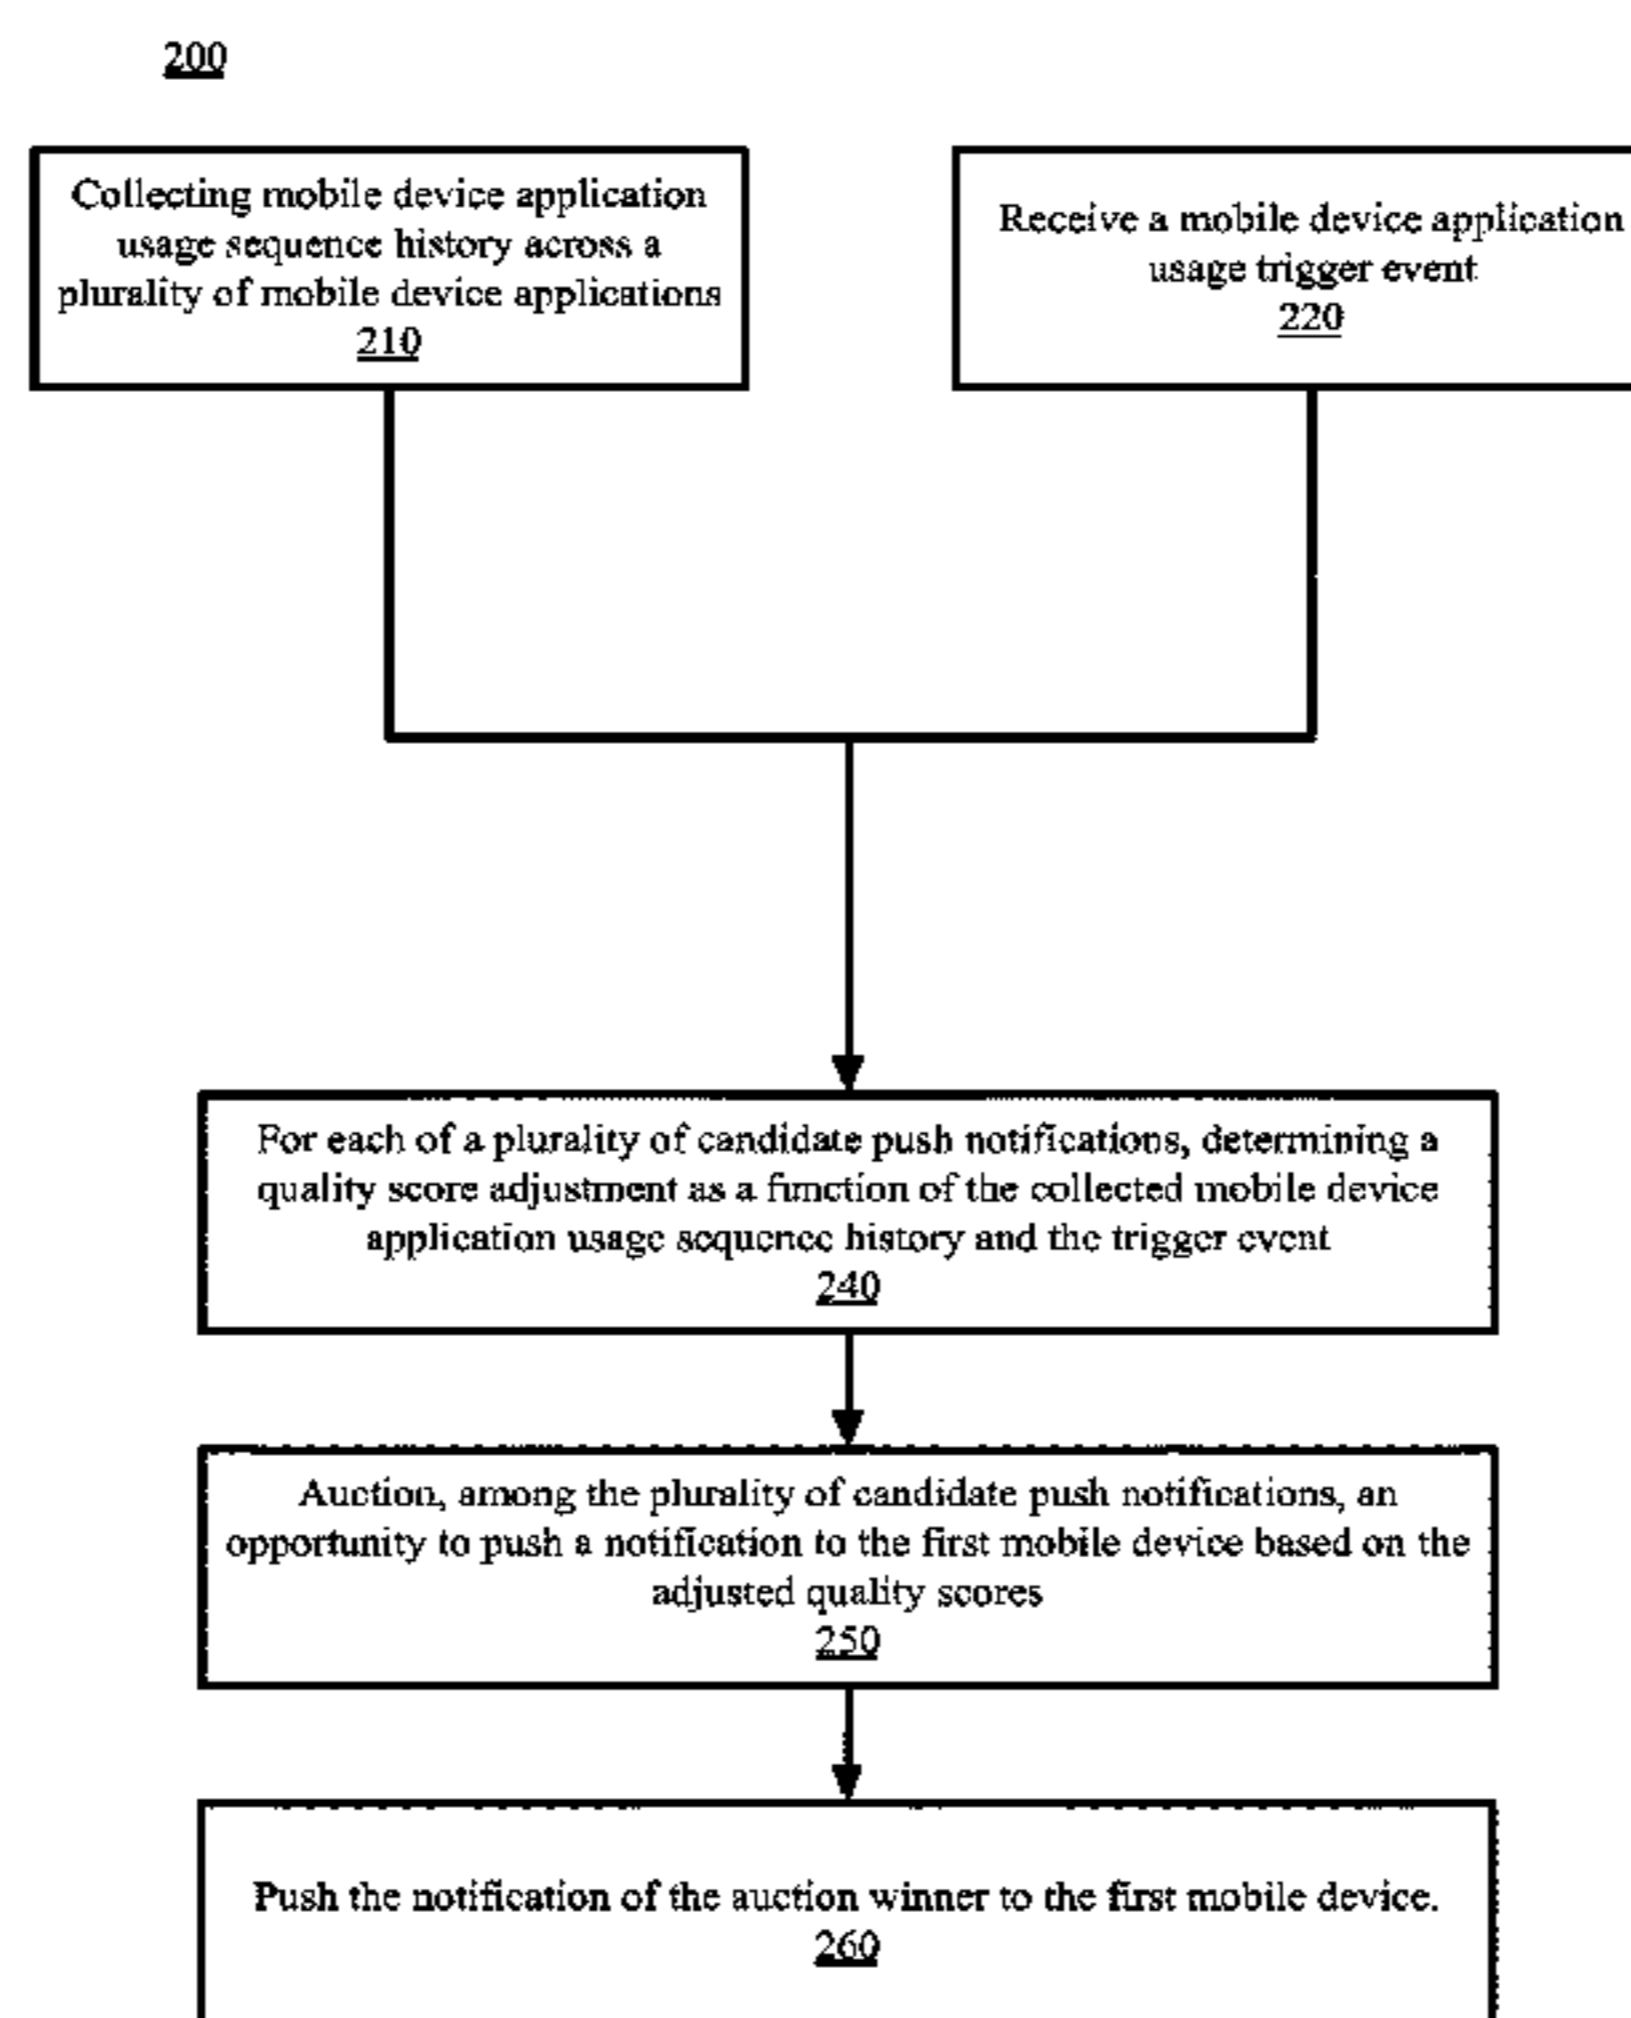 200
Collecting mobile device application
usage sequence history across a
plurality of mobile device applications
210
Receive a mobile device application
usage trigger event
220
For each of a plurality of candidate push notifications, determining a
quality score adjustment as a function of the collected mobile device
application usage sequence history and the trigger event
240
Auction, among the plurality of candidate push notifications, an
opportunity to push a notification to the first mobile device based on the
adjusted quality scores
250
Push the notification of the auction winner to the first mobile device.
260